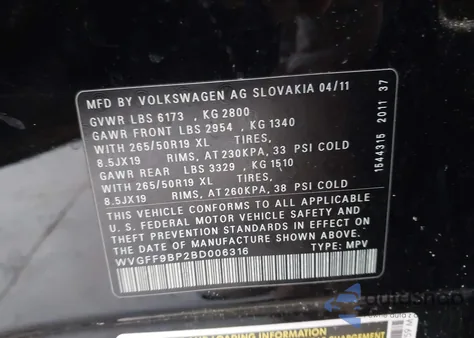 MFD BY VOLKSWAGEN AG SLOVAKIA 04/11
GVWR LBS 6173 , KG 2800
GAWR FRONT LBS 2954 , KG 1340
WITH 265/50R19 XL TIRES,
8.5JX19 RIMS, AT 230KPA, 33 PSI COLD
GAWR REAR LBS 3329 , KG 1510
WITH 265/50R19 XL TIRES,
8.5JX19 RIMS, AT 260KPA, 38 PSI COLD
THIS VEHICLE CONFORMS TO ALL APPLICABLE
U.S. FEDERAL MOTOR VEHICLE SAFETY AND
THEFT PREVENTION STANDARDS IN EFFECT
ON THE DATE OF MANUFACTURE SHOWN ABOVE.
WVGFF9BP2BD006316 TYPE: MPV
1544315 2011 37
LOADING INFORMATION